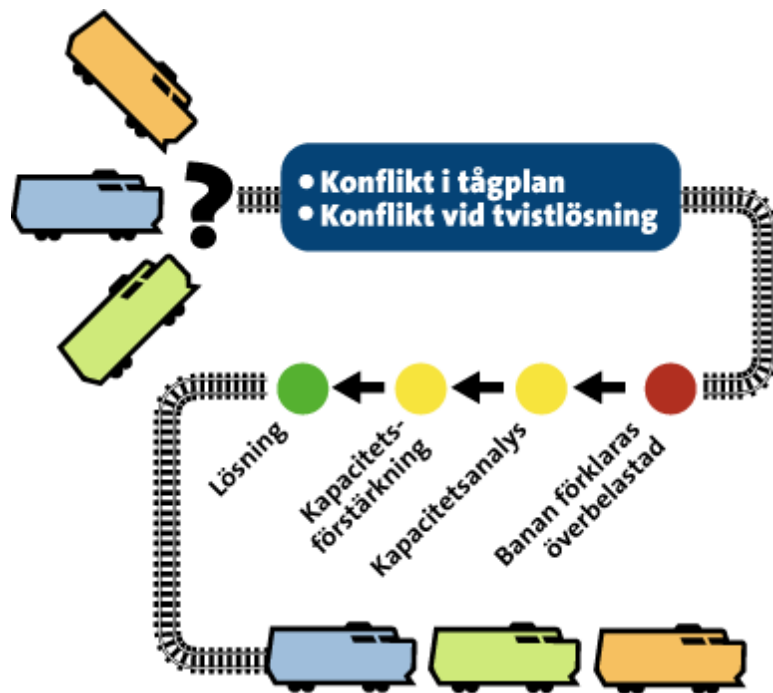 ?
• Konflikt i tågplan
• Konflikt vid tvistlösning
Lösning
Kapacitets-
förstärkning
Kapacitetsanalys
Banan förklaras
överbelastad